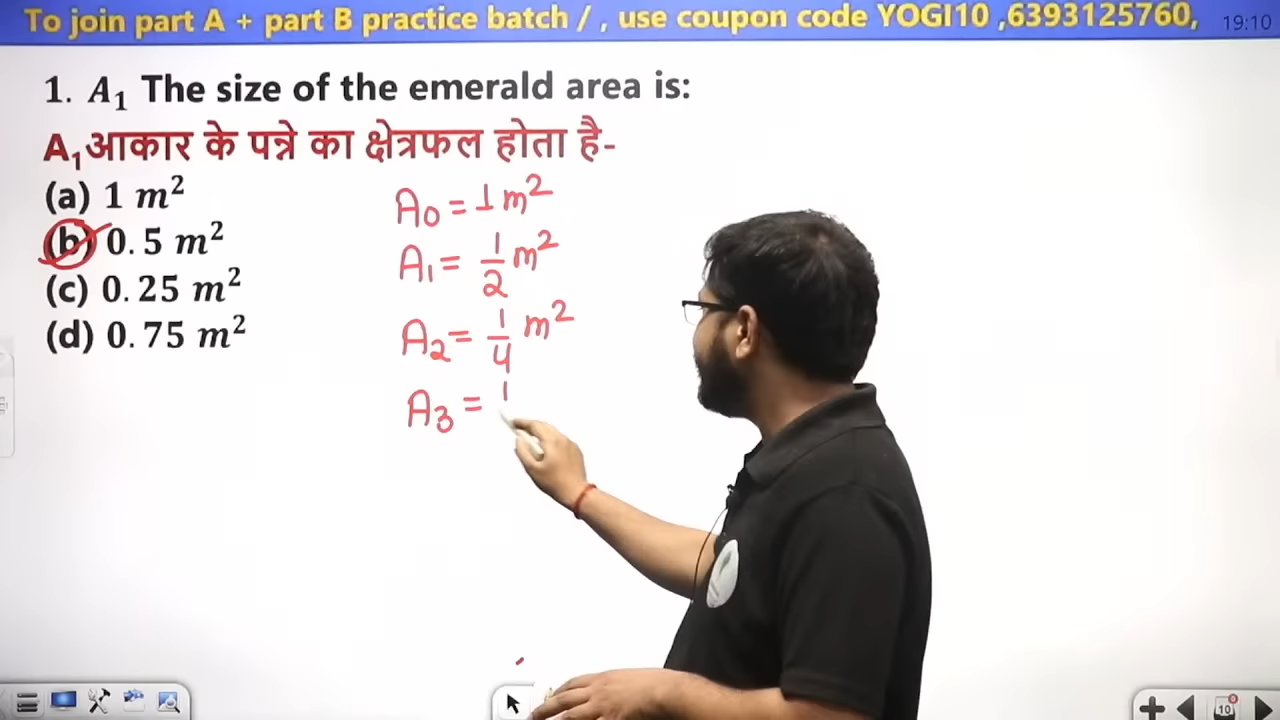 To join part A + part B practice batch / , use coupon code YOGI10 ,6393125760,
19:10
1. A₁ The size of the emerald area is:
A₁आकार के पन्ने का क्षेत्रफल होता है-
(a) 1 m²
(b) 0.5 m²
(c) 0.25 m²
(d) 0.75 m²
A₀ = 1 m²
A₁ = 1/2 m²
A₂ = 1/4 m²
A₃ = 1
10